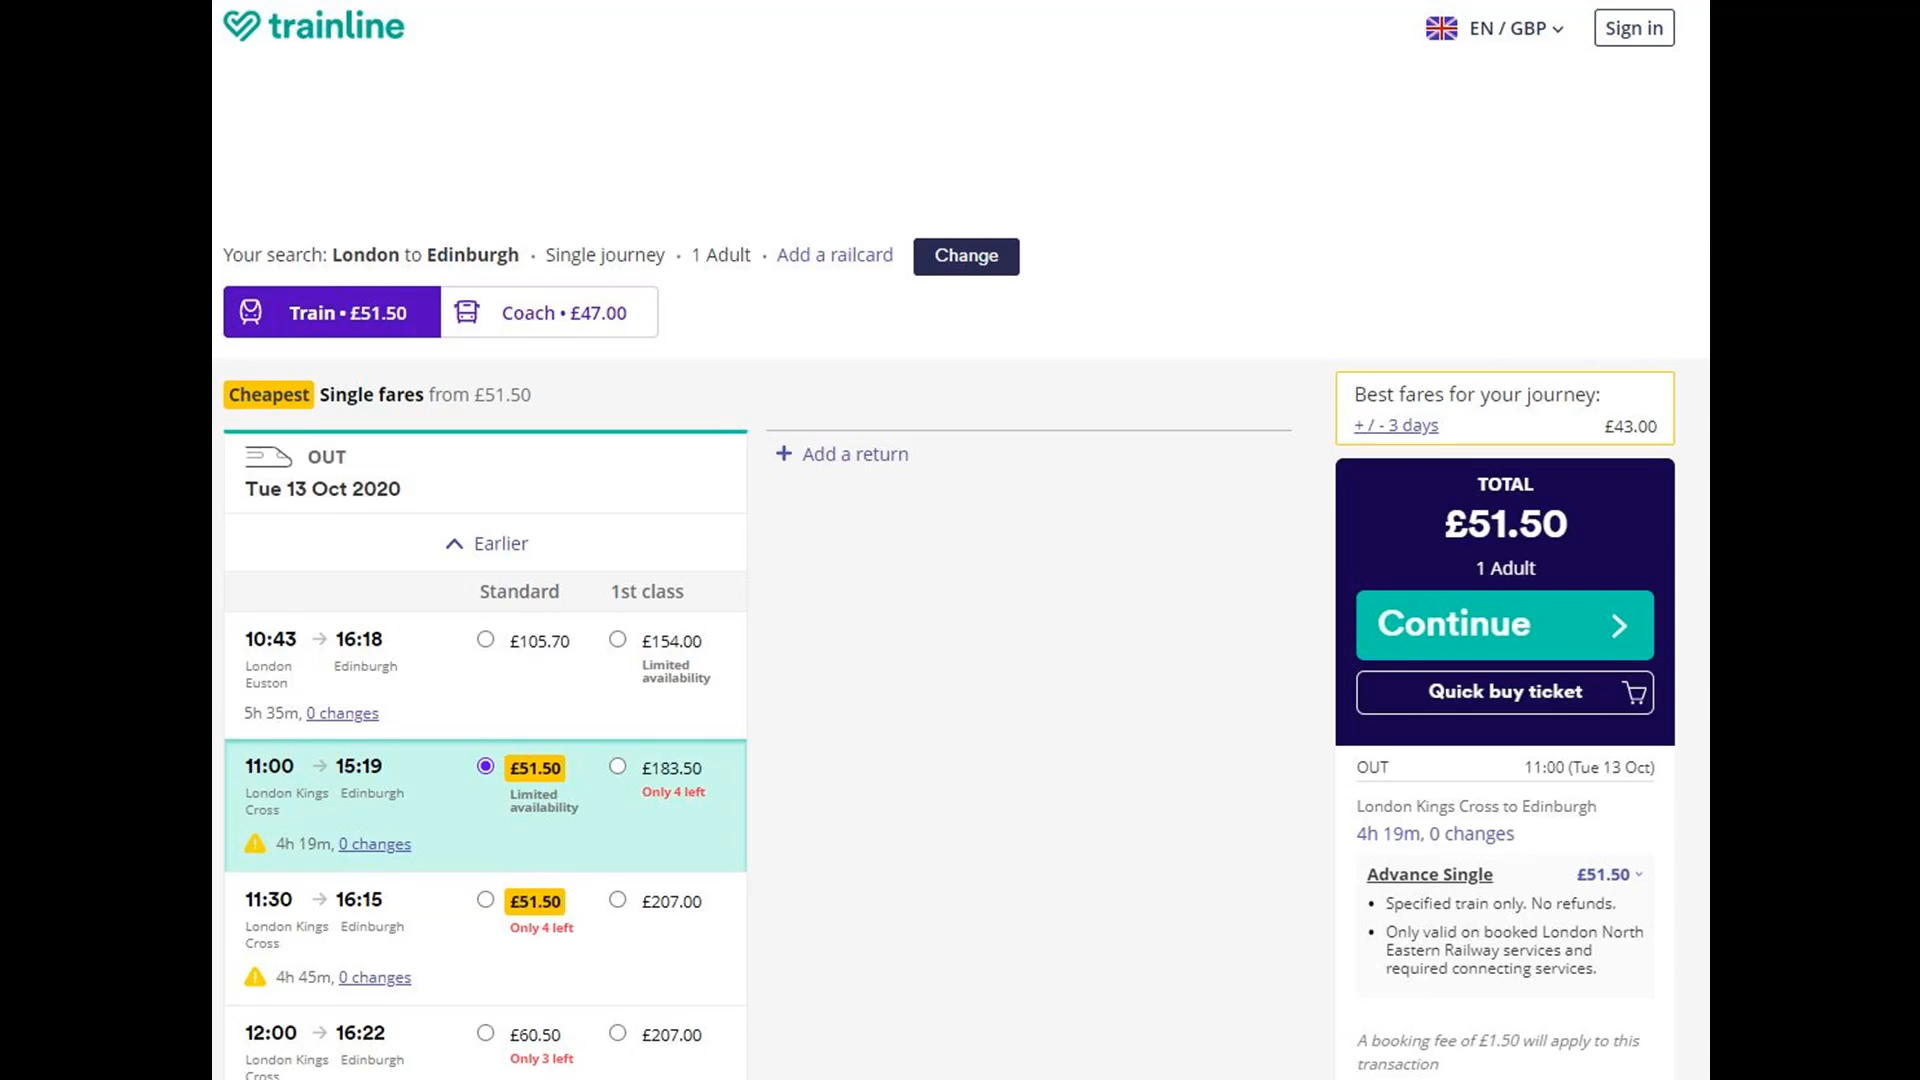 trainline
EN / GBP
Sign in
Your search: London to Edinburgh · Single journey · 1 Adult · Add a railcard
Change
Train • £51.50
Coach • £47.00
Cheapest Single fares from £51.50
OUT
Tue 13 Oct 2020
+ Add a return
Earlier
Standard 1st class
10:43 → 16:18 £105.70 £154.00
London Edinburgh Limited
Euston availability
5h 35m, 0 changes
11:00 → 15:19 £51.50 £183.50
London Kings Edinburgh Limited Only 4 left
Cross availability
4h 19m, 0 changes
11:30 → 16:15 £51.50 £207.00
London Kings Edinburgh Only 4 left
Cross
4h 45m, 0 changes
12:00 → 16:22 £60.50 £207.00
London Kings Edinburgh Only 3 left
Cross
Best fares for your journey:
+ / - 3 days £43.00
TOTAL
£51.50
1 Adult
Continue
Quick buy ticket
OUT 11:00 (Tue 13 Oct)
London Kings Cross to Edinburgh
4h 19m, 0 changes
Advance Single £51.50
• Specified train only. No refunds.
• Only valid on booked London North
Eastern Railway services and
required connecting services.
A booking fee of £1.50 will apply to this
transaction